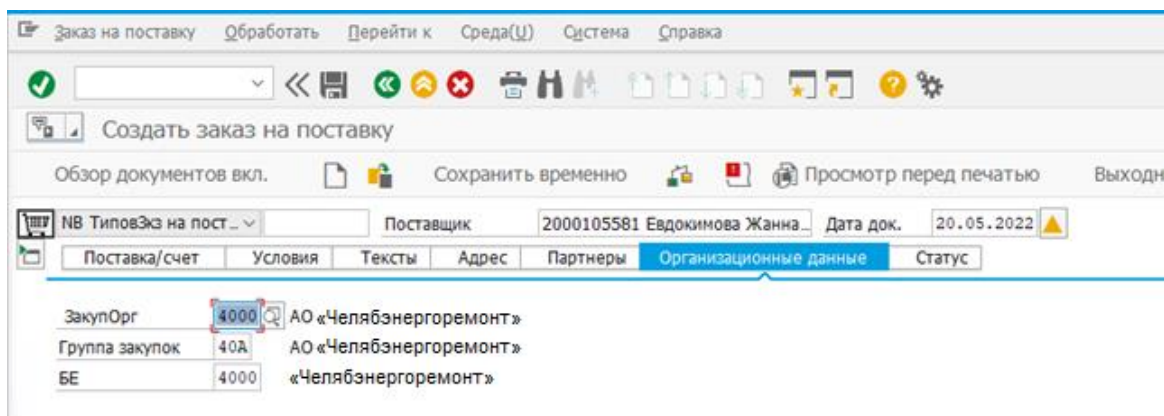 Заказ на поставку Обработать Перейти к Среда(U) Система Справка
Создать заказ на поставку
Обзор документов вкл. Сохранить временно Просмотр перед печатью Выходн
NB ТиповЗкз на пост... Поставщик 2000105581 Евдокимова Жанна... Дата док. 20.05.2022
Поставка/счет Условия Тексты Адрес Партнеры Организационные данные Статус
ЗакупОрг 4000 АО «Челябэнергоремонт»
Группа закупок 40A АО «Челябэнергоремонт»
БЕ 4000 «Челябэнергоремонт»